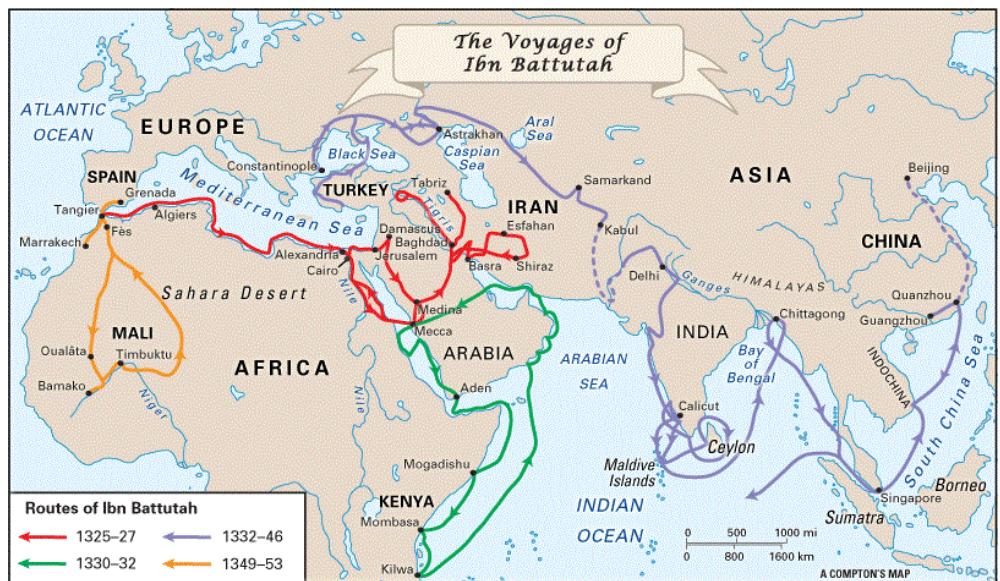 The Voyages of
Ibn Battutah
ATLANTIC
OCEAN
EUROPE
Aral
Sea
Astrakhan
Black Sea
Caspian
Sea
Constantinople
ASIA
Beijing
SPAIN
Grenada
Mediterranean Sea
TURKEY
Tabriz
Samarkand
Tangier
Algiers
Tigris
IRAN
Esfahan
Fès
Marrakech
Damascus
Baghdad
Kabul
CHINA
Alexandria
Jerusalem
Cairo
Basra
Shiraz
Delhi
Ganges
HIMALAYAS
Quanzhou
Sahara Desert
Nile
Medina
Guangzhou
Chittagong
MALI
Mecca
INDIA
Oualâta
Timbuktu
AFRICA
ARABIA
ARABIAN
SEA
Bay
of
Bengal
INDOCHINA
South China Sea
Bamako
Niger
Nile
Aden
Calicut
Ceylon
Mogadishu
Maldive
Islands
Borneo
KENYA
Singapore
Sumatra
Mombasa
INDIAN
OCEAN
Kilwa
Routes of Ibn Battutah
1325–27
1332–46
1330–32
1349–53
0 500 1000 mi
0 800 1600 km
A COMPTON'S MAP